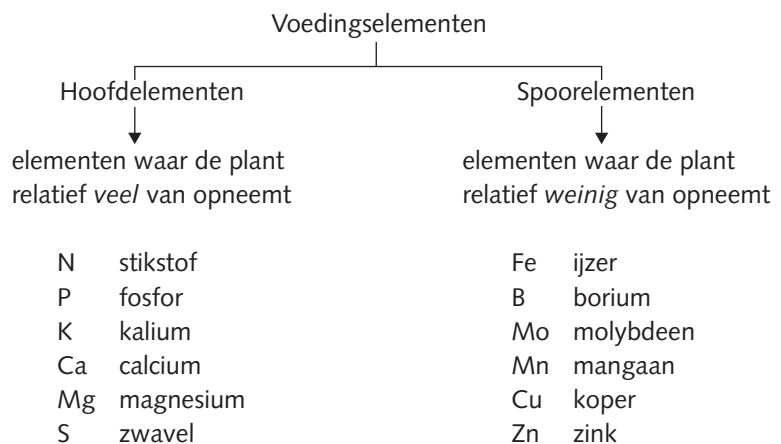 Voedingselementen
Hoofdelementen
elementen waar de plant
relatief veel van opneemt
N stikstof
P fosfor
K kalium
Ca calcium
Mg magnesium
S zwavel
Spoorelementen
elementen waar de plant
relatief weinig van opneemt
Fe ijzer
B borium
Mo molybdeen
Mn mangaan
Cu koper
Zn zink